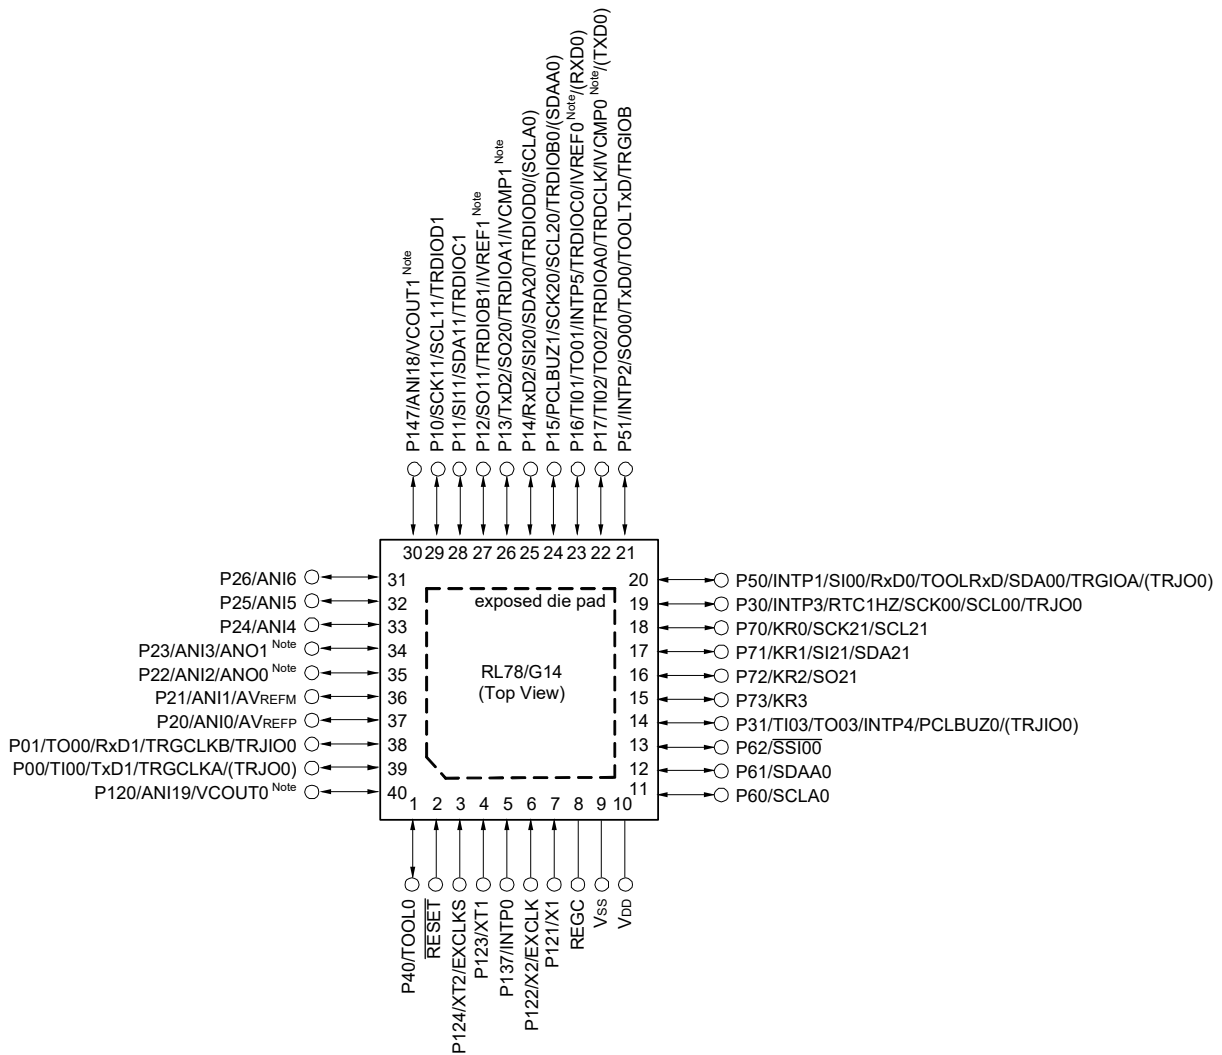 P147/ANI18/VCOUT1 Note
P10/SCK11/SCL11/TRDIOD1
P11/SI11/SDA11/TRDIOC1
P12/SO11/TRDIOB1/IVREF1 Note
P13/TxD2/SO20/TRDIOA1/IVCMP1 Note
P14/RxD2/SI20/SDA20/TRDIOD0/(SCLA0)
P15/PCLBUZ1/SCK20/SCL20/TRDIOB0/(SDAA0)
P16/TI01/TO01/INTP5/TRDIOC0/IVREF0 Note/(RXD0)
P17/TI02/TO02/TRDIOA0/TRDCLK/IVCMP0 Note/(TXD0)
P51/INTP2/SO00/TxD0/TOOLTxD/TRGIOB
30 29 28 27 26 25 24 23 22 21
P26/ANI6 31
P25/ANI5 32
P24/ANI4 33
P23/ANI3/ANO1 Note 34
P22/ANI2/ANO0 Note 35
P21/ANI1/AVREFM 36
P20/ANI0/AVREFP 37
P01/TO00/RxD1/TRGCLKB/TRJIO0 38
P00/TI00/TxD1/TRGCLKA/(TRJO0) 39
P120/ANI19/VCOUT0 Note 40
exposed die pad
RL78/G14
(Top View)
20 P50/INTP1/SI00/RxD0/TOOLRxD/SDA00/TRGIOA/(TRJO0)
19 P30/INTP3/RTC1HZ/SCK00/SCL00/TRJO0
18 P70/KR0/SCK21/SCL21
17 P71/KR1/SI21/SDA21
16 P72/KR2/SO21
15 P73/KR3
14 P31/TI03/TO03/INTP4/PCLBUZ0/(TRJIO0)
13 P62/SSI00
12 P61/SDAA0
11 P60/SCLA0
1 2 3 4 5 6 7 8 9 10
P40/TOOL0
RESET
P124/XT2/EXCLKS
P123/XT1
P137/INTP0
P122/X2/EXCLK
P121/X1
REGC
VSS
VDD